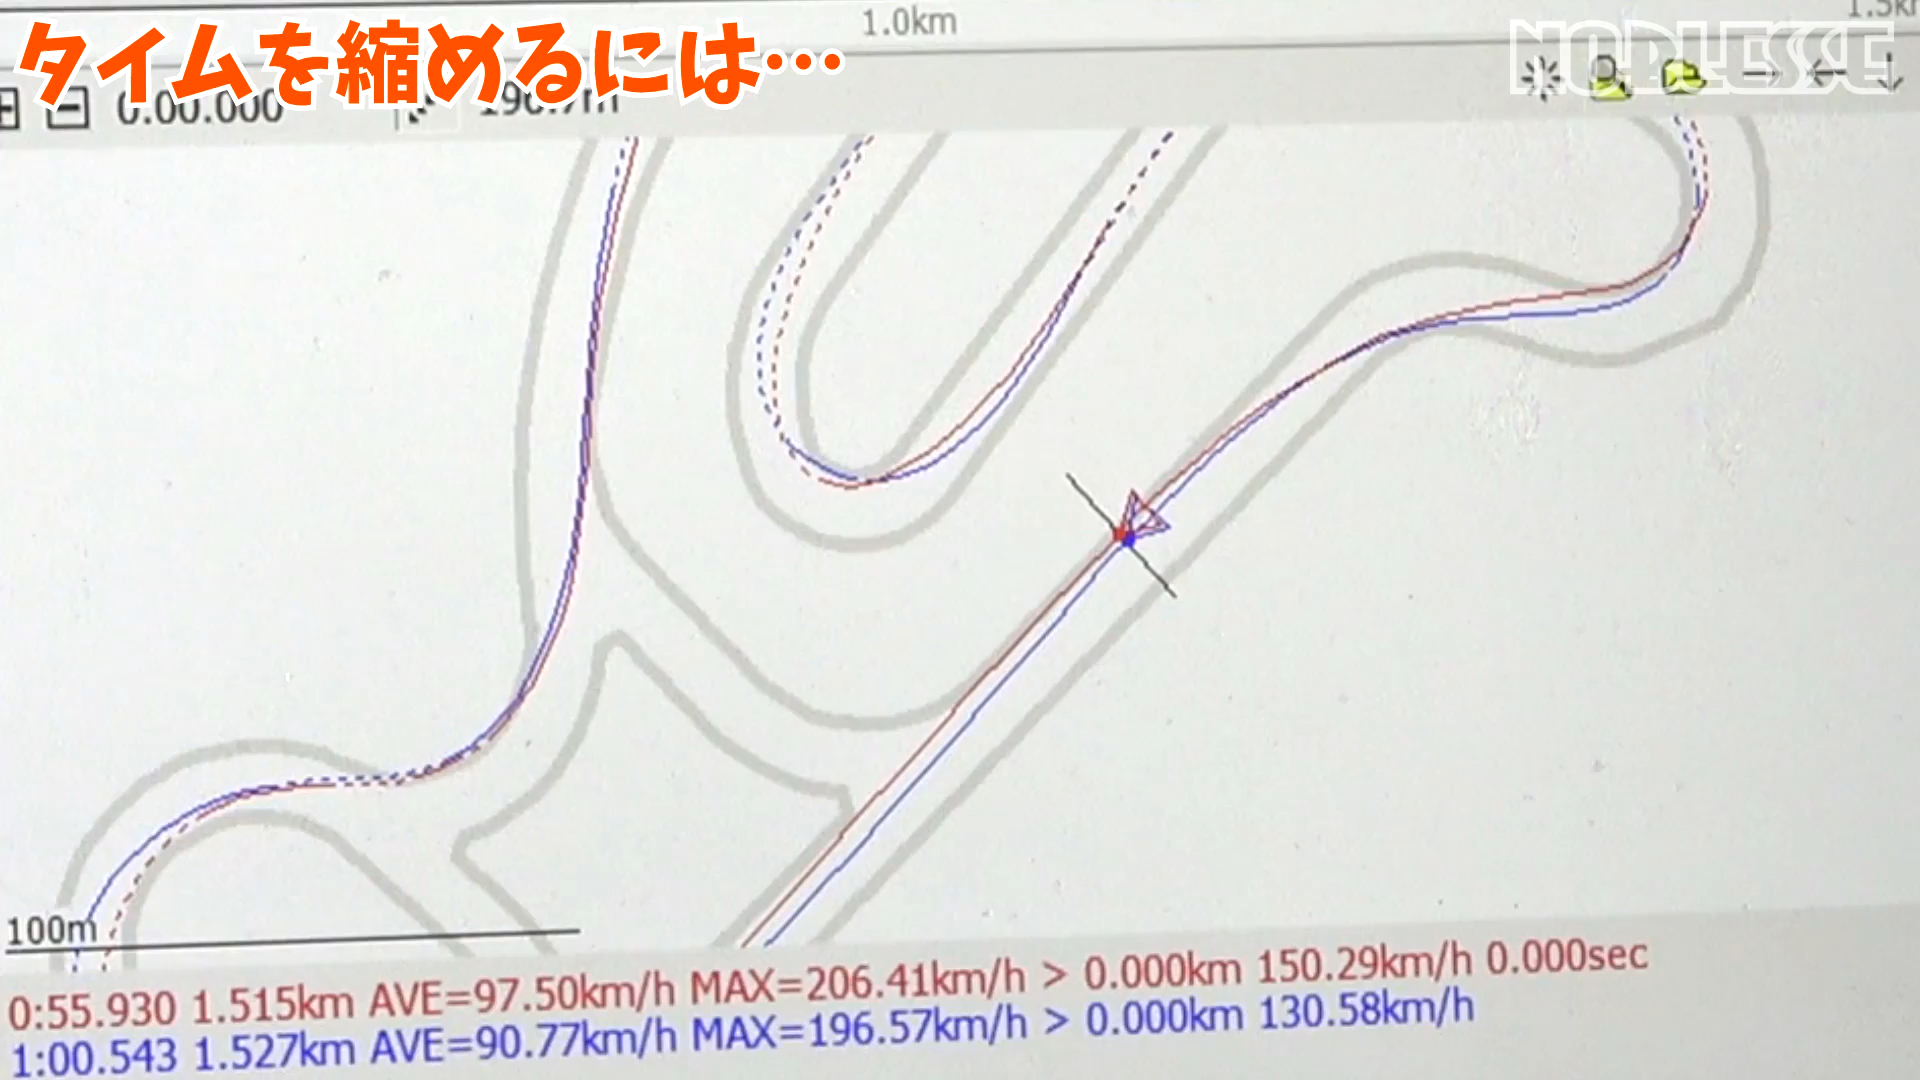 タイムを縮めるには…
1.0km
NOBLESSE
0:00.000
100m
0:55.930 1.515km AVE=97.50km/h MAX=206.41km/h > 0.000km 150.29km/h 0.000sec
1:00.543 1.527km AVE=90.77km/h MAX=196.57km/h > 0.000km 130.58km/h